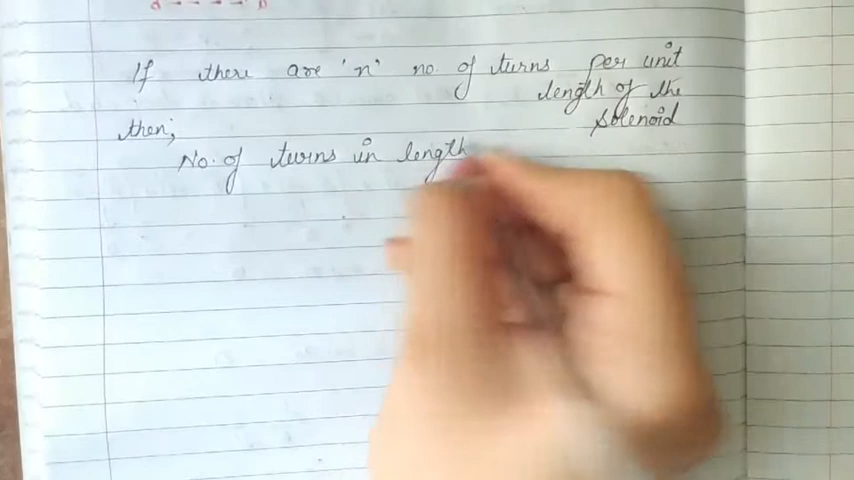 If there are 'n' no. of turns per unit
length of the
solenoid
then;
No. of turns in length